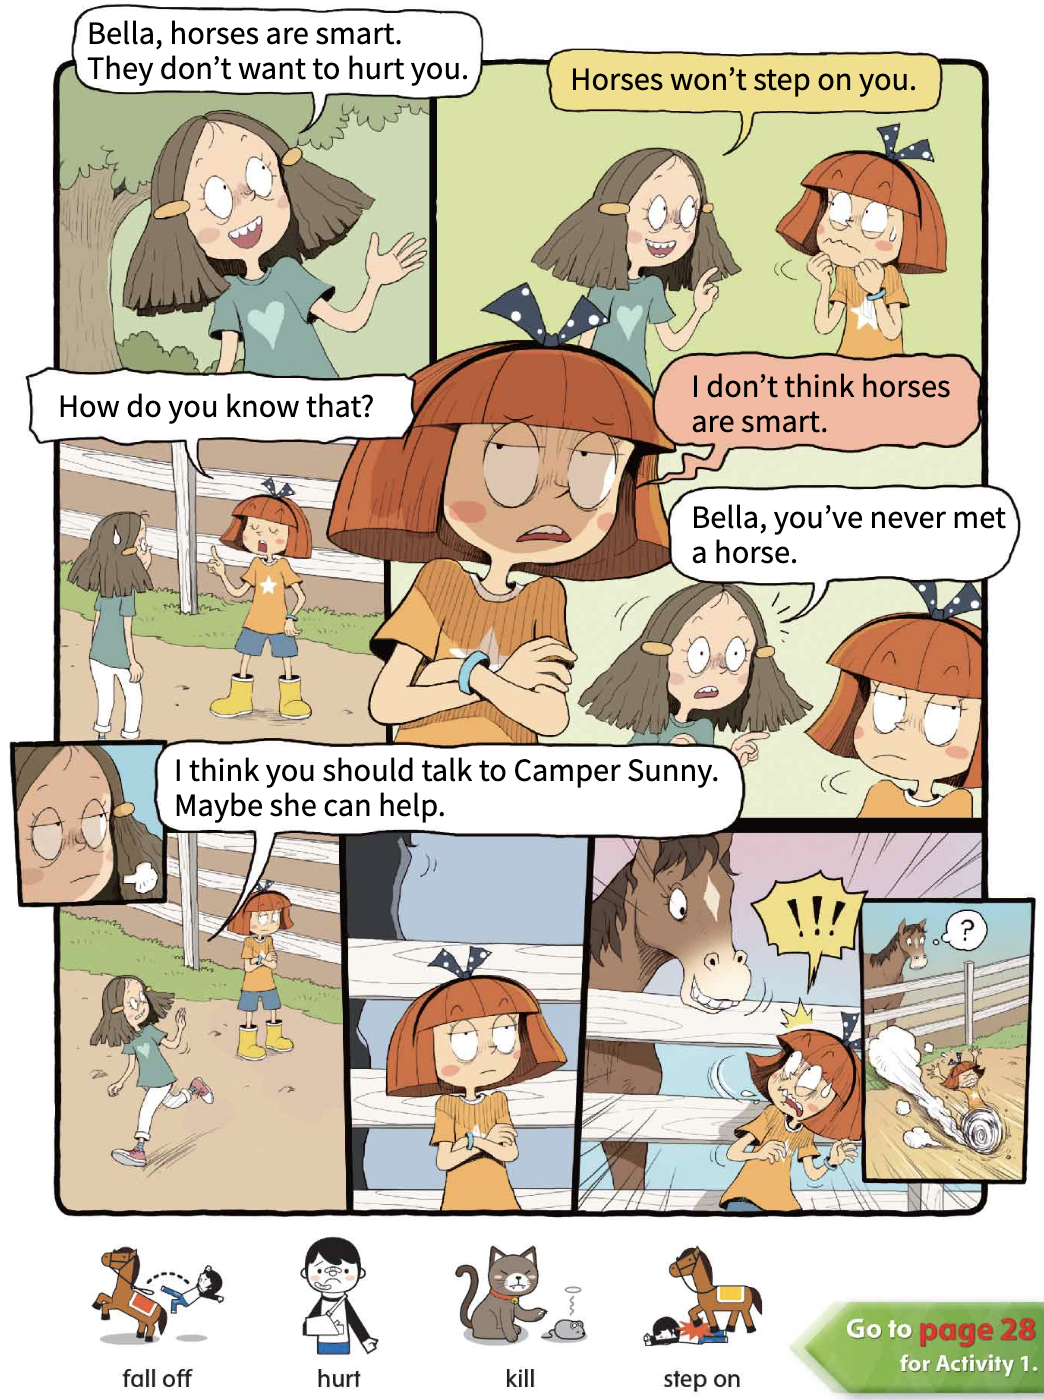 Bella, horses are smart.
They don't want to hurt you.
Horses won't step on you.
How do you know that?
I don't think horses
are smart.
Bella, you've never met
a horse.
I think you should talk to Camper Sunny.
Maybe she can help.
!!!
?
fall off
hurt
kill
step on
Go to page 28
for Activity 1.